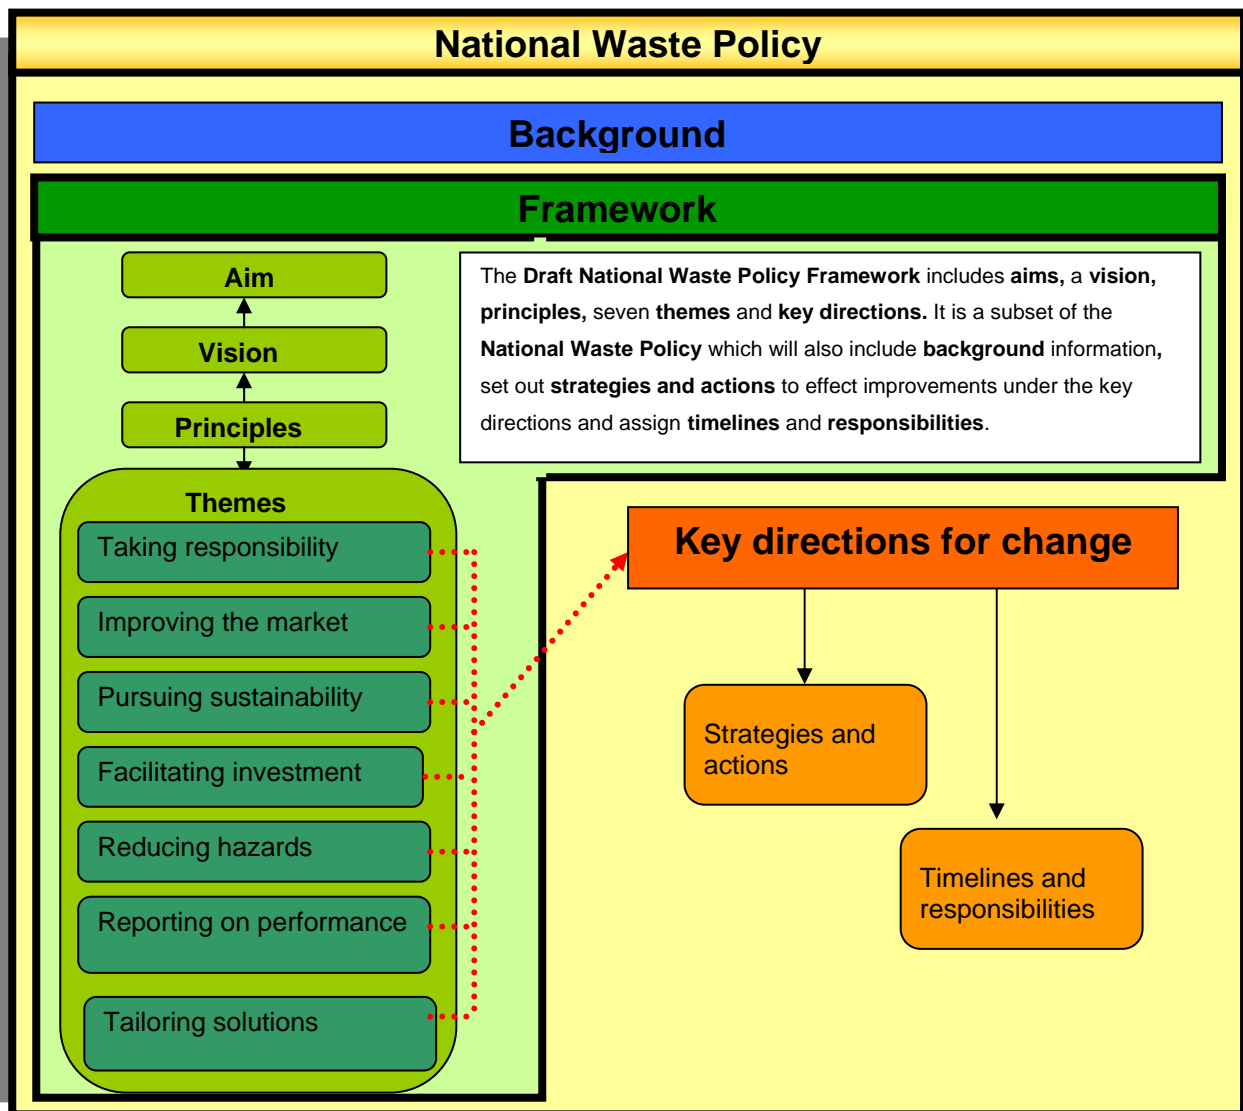 National Waste Policy
Background
Framework
Aim
Vision
Principles
The Draft National Waste Policy Framework includes aims, a vision,
principles, seven themes and key directions. It is a subset of the
National Waste Policy which will also include background information,
set out strategies and actions to effect improvements under the key
directions and assign timelines and responsibilities.
Themes
Taking responsibility
Improving the market
Pursuing sustainability
Facilitating investment
Reducing hazards
Reporting on performance
Tailoring solutions
Key directions for change
Strategies and
actions
Timelines and
responsibilities